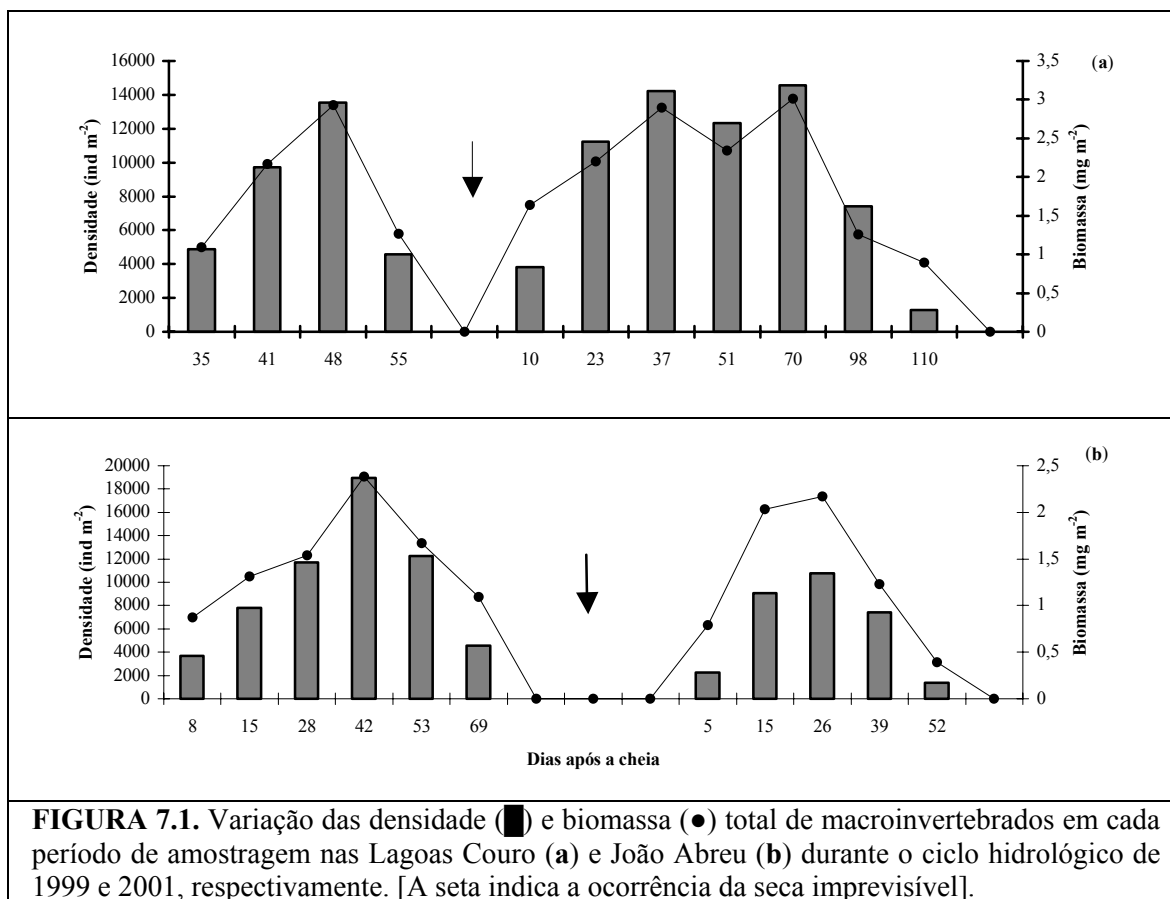 (a)
Densidade (ind m-2)
16000
14000
12000
10000
8000
6000
4000
2000
0
3,5
3
2,5
2
1,5
1
0,5
0
Biomassa (mg m-2)
35 41 48 55 10 23 37 51 70 98 110
(b)
Densidade (ind m-2)
20000
18000
16000
14000
12000
10000
8000
6000
4000
2000
0
2,5
2
1,5
1
0,5
0
Biomassa (mg m-2)
8 15 28 42 53 69 5 15 26 39 52
Dias após a cheia
FIGURA 7.1. Variação das densidade (█) e biomassa (●) total de macroinvertebrados em cada
período de amostragem nas Lagoas Couro (a) e João Abreu (b) durante o ciclo hidrológico de
1999 e 2001, respectivamente. [A seta indica a ocorrência da seca imprevisível].